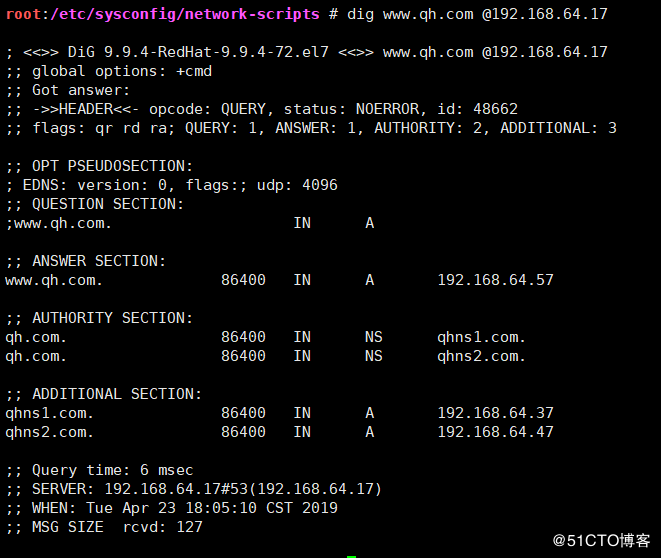 root:/etc/sysconfig/network-scripts # dig www.qh.com @192.168.64.17

; <<>> DiG 9.9.4-RedHat-9.9.4-72.el7 <<>> www.qh.com @192.168.64.17
;; global options: +cmd
;; Got answer:
;; ->>HEADER<<- opcode: QUERY, status: NOERROR, id: 48662
;; flags: qr rd ra; QUERY: 1, ANSWER: 1, AUTHORITY: 2, ADDITIONAL: 3

;; OPT PSEUDOSECTION:
; EDNS: version: 0, flags:; udp: 4096
;; QUESTION SECTION:
;www.qh.com. IN A

;; ANSWER SECTION:
www.qh.com. 86400 IN A 192.168.64.57

;; AUTHORITY SECTION:
qh.com. 86400 IN NS qhns1.com.
qh.com. 86400 IN NS qhns2.com.

;; ADDITIONAL SECTION:
qhns1.com. 86400 IN A 192.168.64.37
qhns2.com. 86400 IN A 192.168.64.47

;; Query time: 6 msec
;; SERVER: 192.168.64.17#53(192.168.64.17)
;; WHEN: Tue Apr 23 18:05:10 CST 2019
;; MSG SIZE rcvd: 127

@51CTO博客